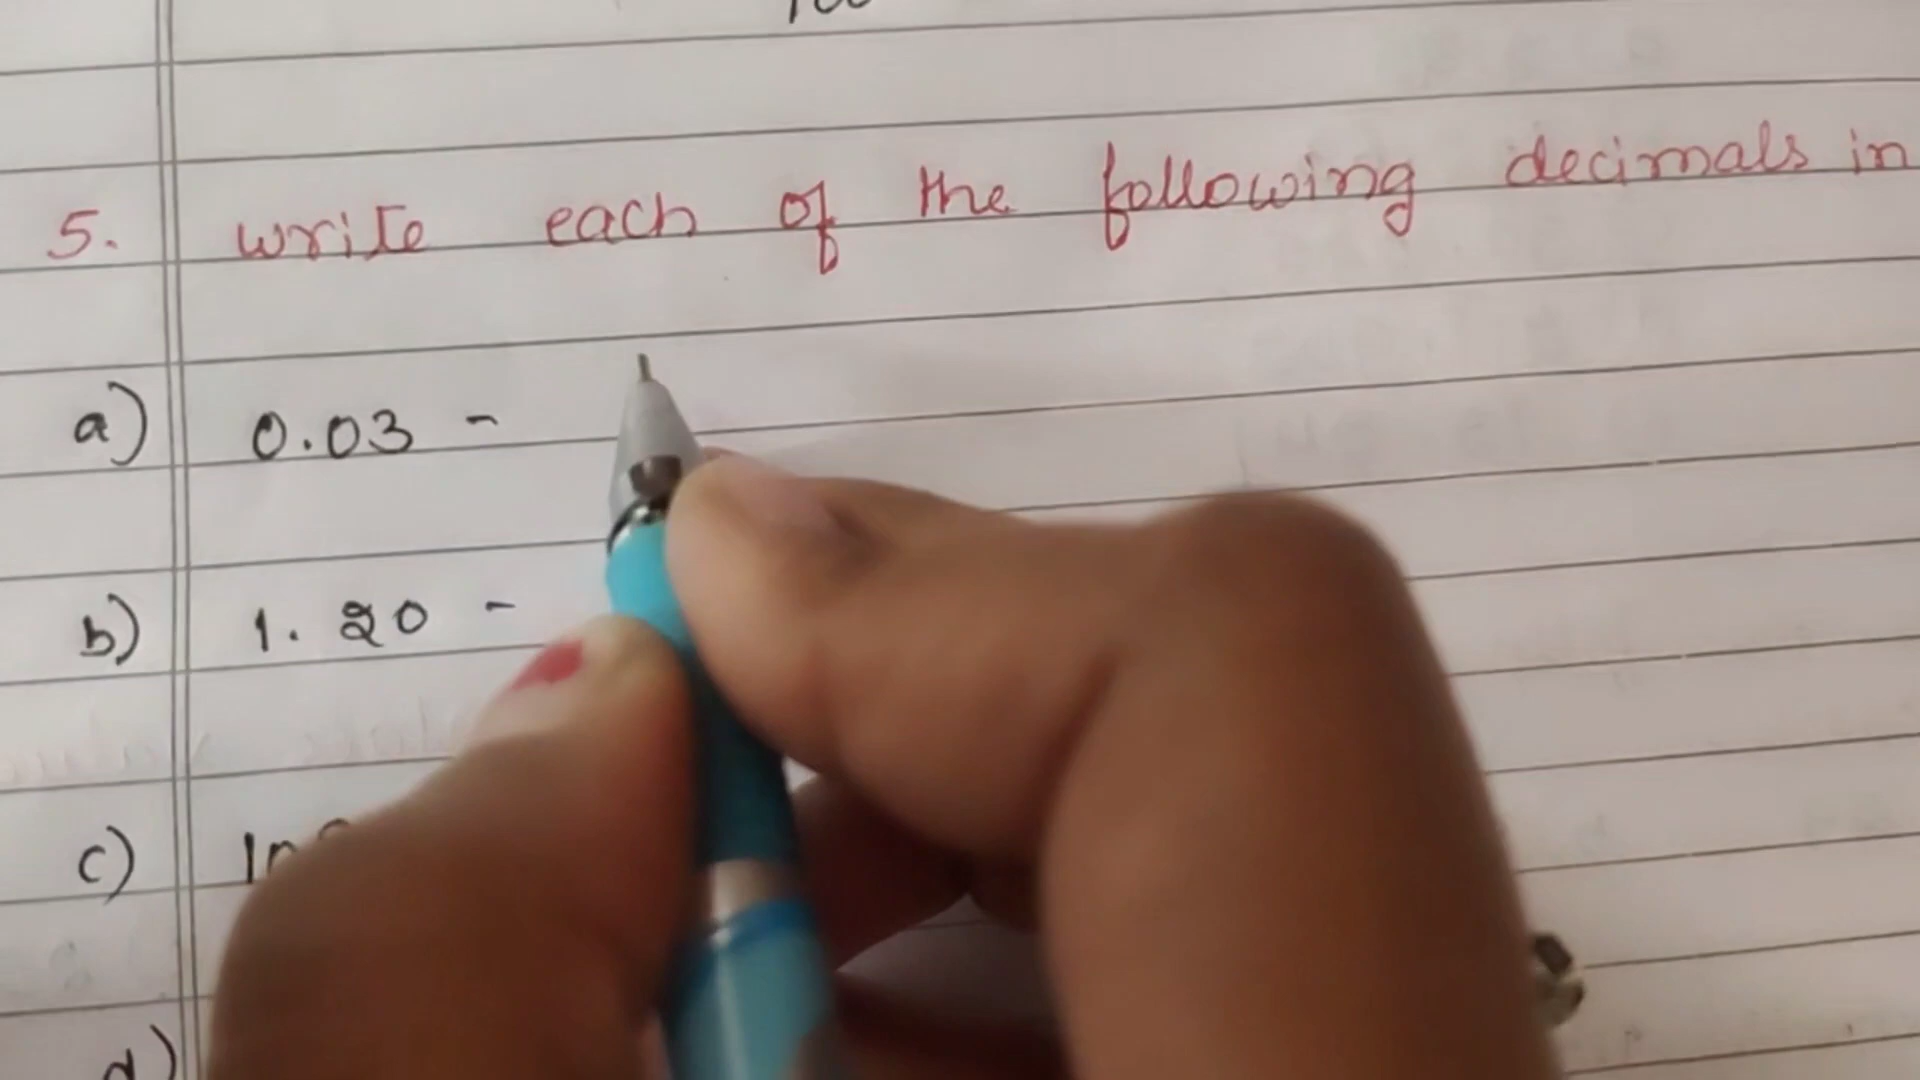 5. write each of the following decimals in
a) 0.03 -
b) 1.20 -
c)
d)